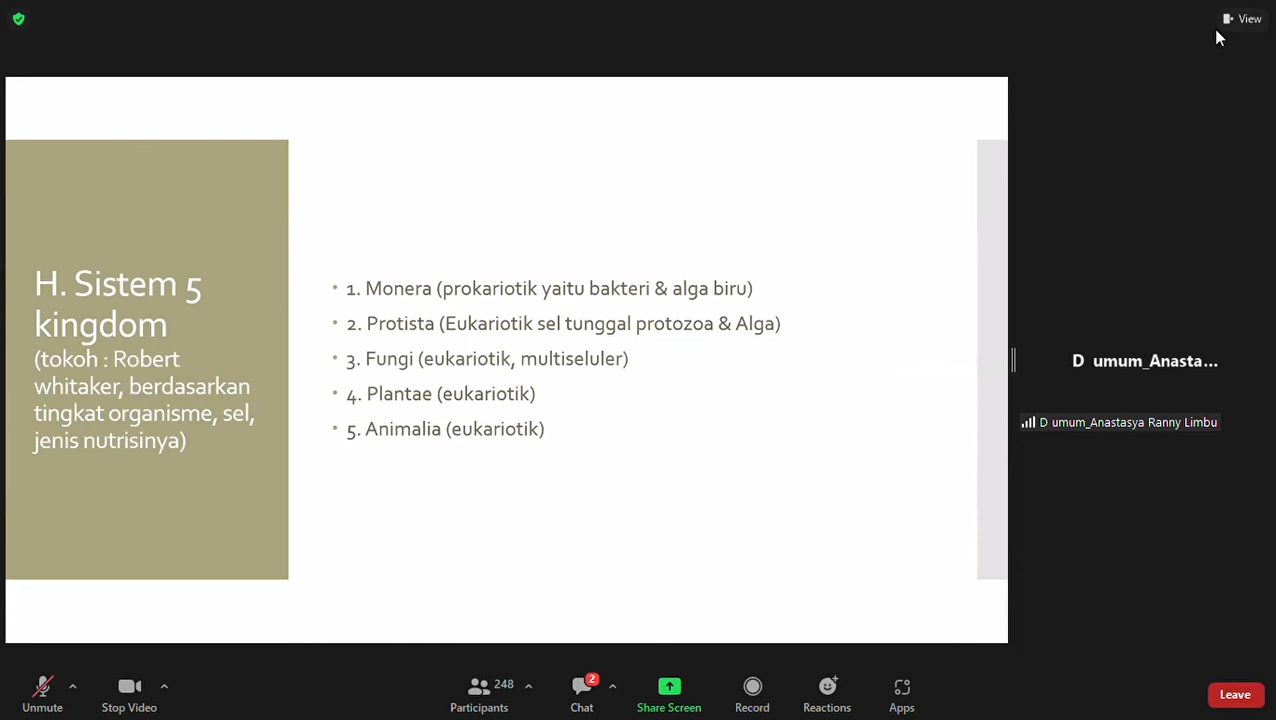 View
H. Sistem 5
kingdom
(tokoh : Robert
whitaker, berdasarkan
tingkat organisme, sel,
jenis nutrisinya)
• 1. Monera (prokariotik yaitu bakteri & alga biru)
• 2. Protista (Eukariotik sel tunggal protozoa & Alga)
• 3. Fungi (eukariotik, multiseluler)
• 4. Plantae (eukariotik)
• 5. Animalia (eukariotik)
D umum_Anasta...
D umum_Anastasya Ranny Limbu
Unmute
Stop Video
248
Participants
2
Chat
Share Screen
Record
Reactions
Apps
Leave